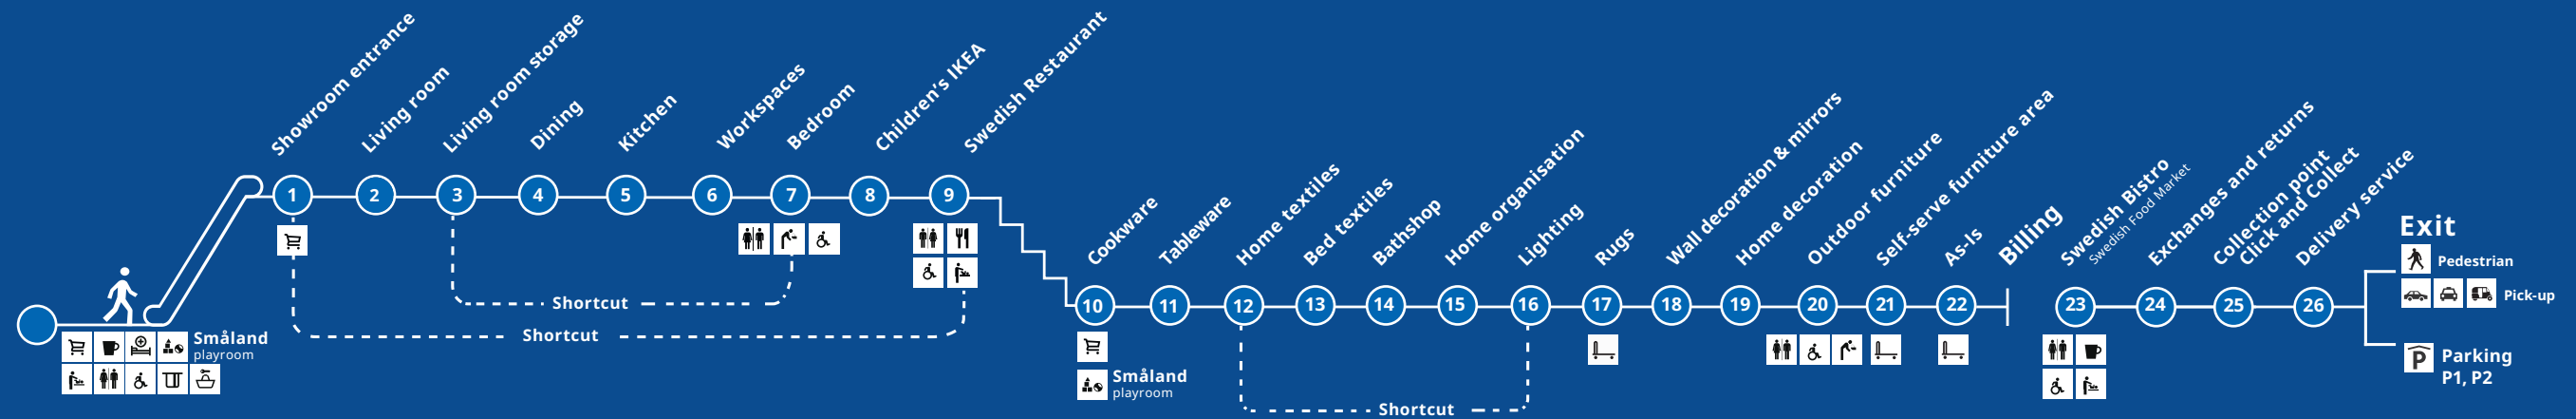 Showroom entrance
Living room
Living room storage
Dining
Kitchen
Workspaces
Bedroom
Children’s IKEA
Swedish Restaurant
1
2
3
4
5
6
7
8
9
Shortcut
Shortcut
Småland
playroom
Cookware
Tableware
Home textiles
Bed textiles
Bathshop
Home organisation
Lighting
Rugs
Wall decoration & mirrors
Home decoration
Outdoor furniture
Self-serve furniture area
As-Is
Billing
Swedish Bistro
Swedish Food Market
Exchanges and returns
Collection point
Click and Collect
Delivery service
10
11
12
13
14
15
16
17
18
19
20
21
22
23
24
25
26
Småland
playroom
Shortcut
Exit
Pedestrian
Pick-up
P
Parking
P1, P2